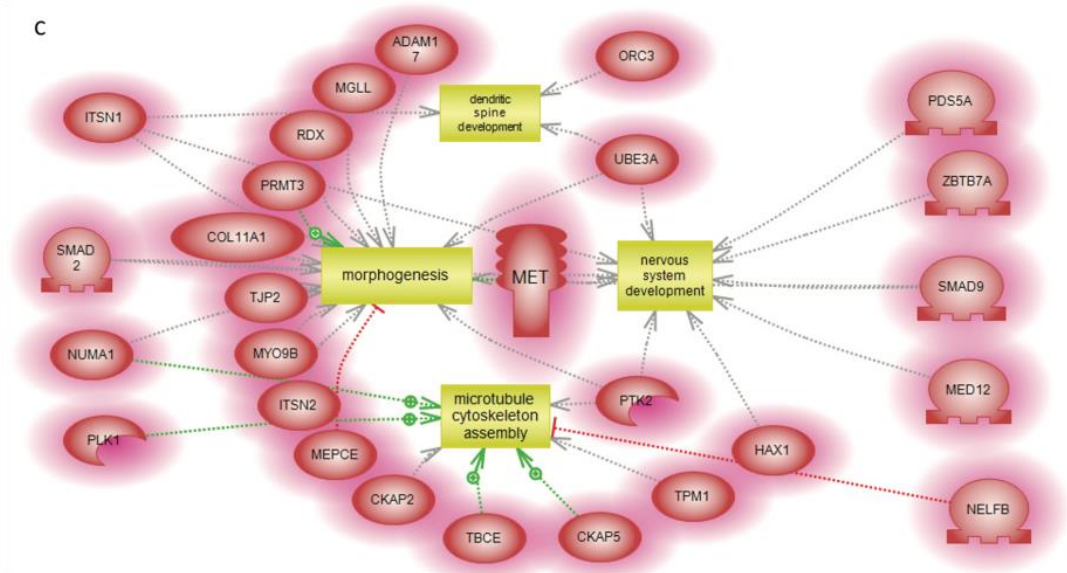 C
ADAM1
7
ORC3
MGLL
PDS5A
dendritic
spine
development
ITSN1
RDX
UBE3A
PRMT3
ZBTB7A
COL11A1
SMAD
2
morphogenesis
MET
nervous
system
development
TJP2
SMAD9
NUMA1
MYO9B
MED12
ITSN2
microtubule
cytoskeleton
assembly
PTK2
PLK1
MEPCE
HAX1
CKAP2
TPM1
NELFB
TBCE
CKAP5